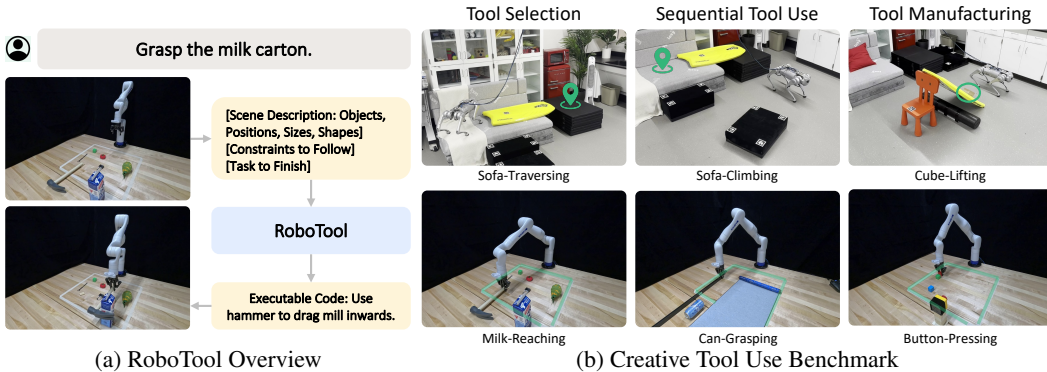 Grasp the milk carton.
[Scene Description: Objects,
Positions, Sizes, Shapes]
[Constraints to Follow]
[Task to Finish]
RoboTool
Executable Code: Use
hammer to drag mill inwards.
(a) RoboTool Overview
Tool Selection
Sequential Tool Use
Tool Manufacturing
Sofa-Traversing
Sofa-Climbing
Cube-Lifting
Milk-Reaching
Can-Grasping
Button-Pressing
(b) Creative Tool Use Benchmark